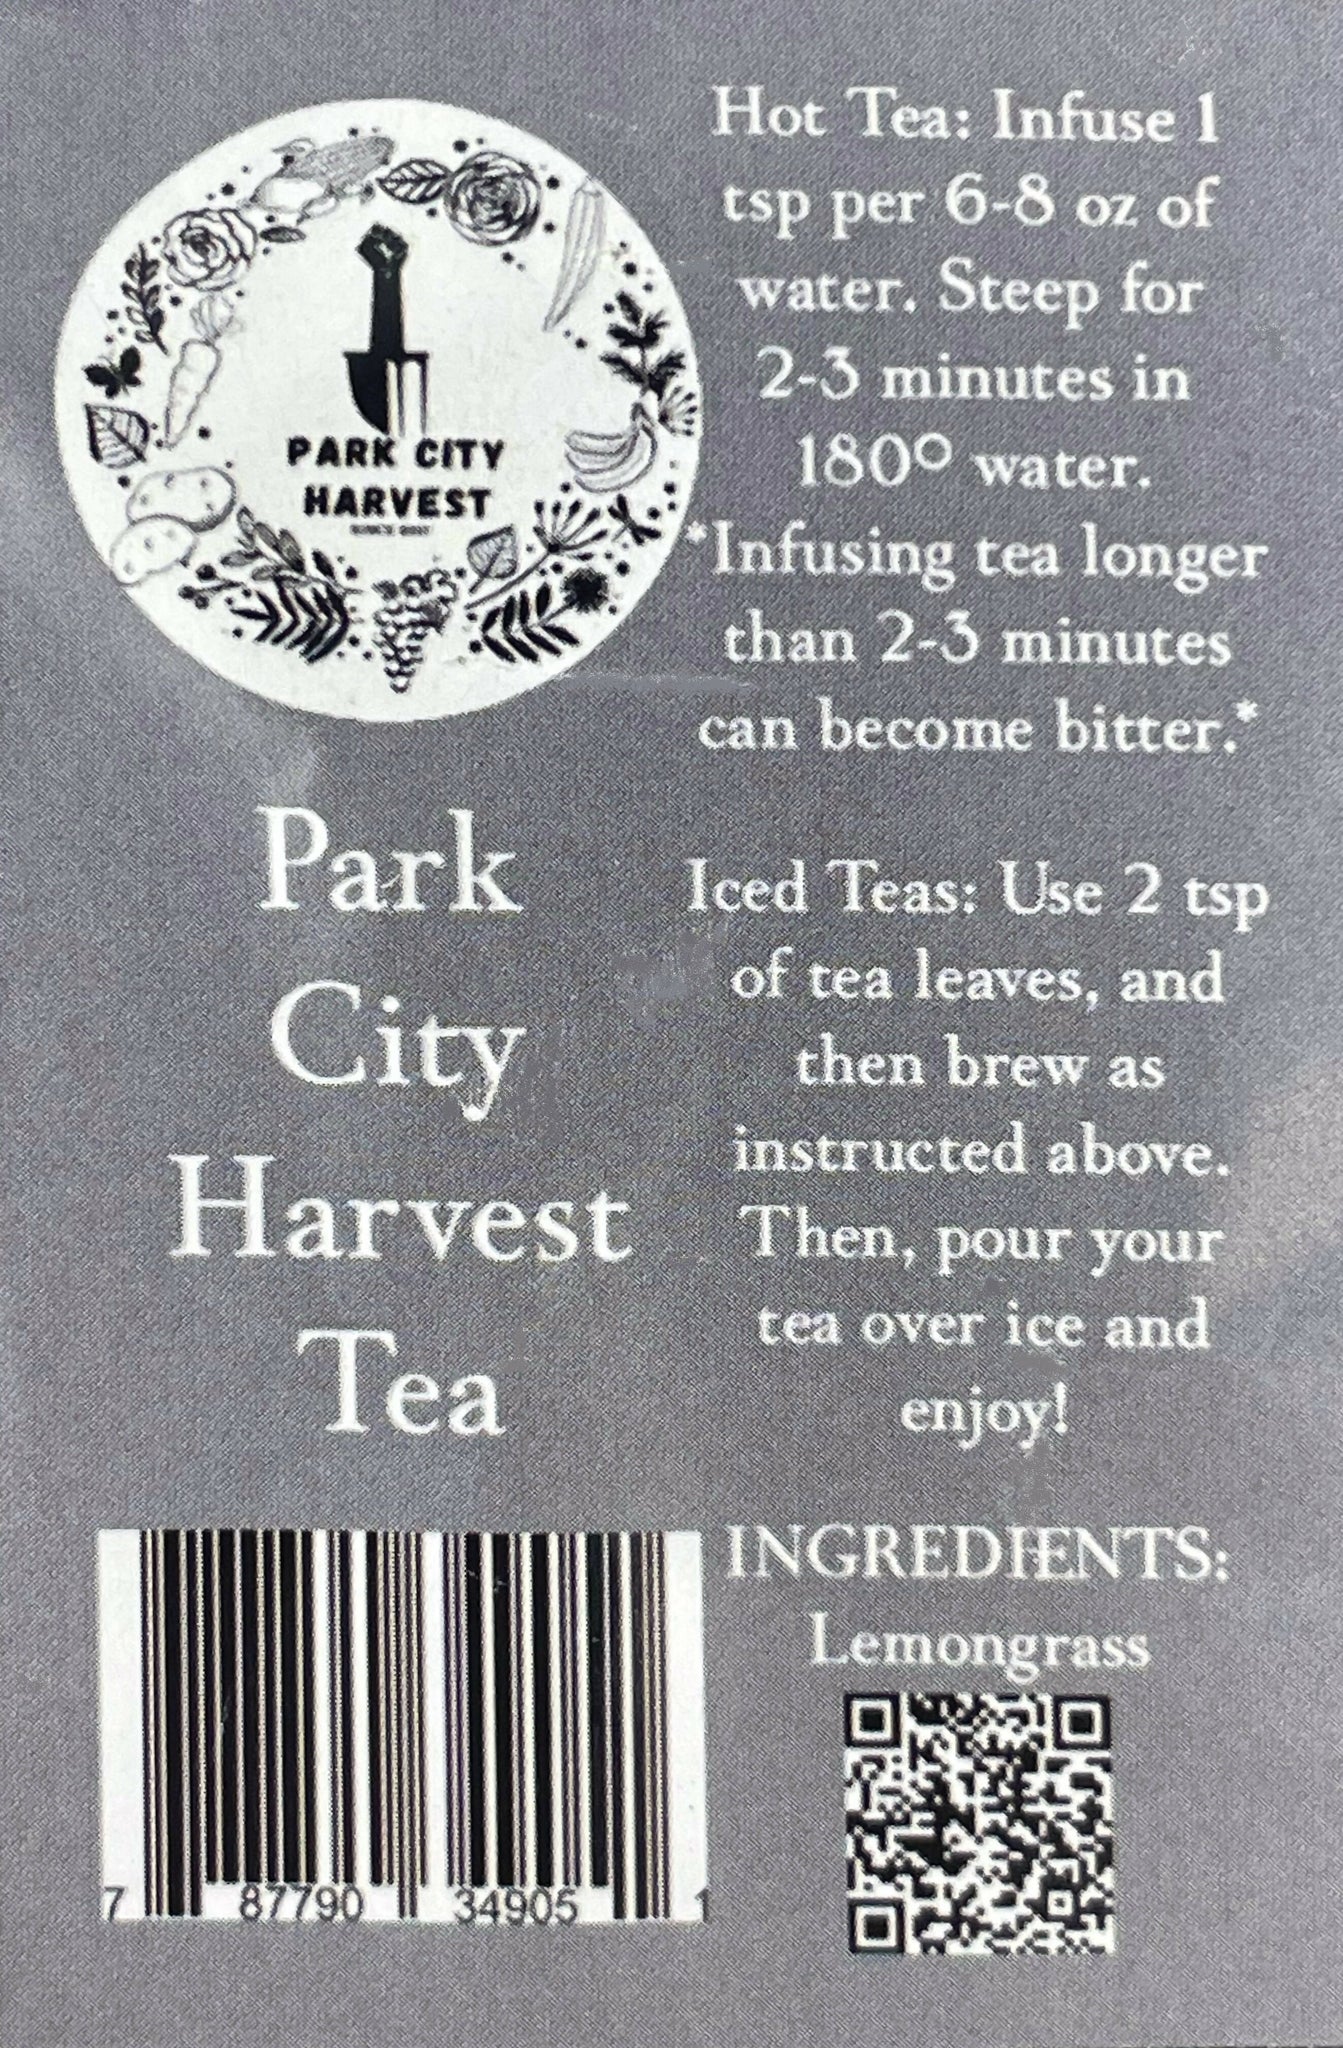 PARK CITY
HARVEST
Park
City
Harvest
Tea
7 87790 34905 1
Hot Tea: Infuse 1
tsp per 6-8 oz of
water. Steep for
2-3 minutes in
180° water.
*Infusing tea longer
than 2-3 minutes
can become bitter.*
Iced Teas: Use 2 tsp
of tea leaves, and
then brew as
instructed above.
Then, pour your
tea over ice and
enjoy!
INGREDIENTS:
Lemongrass